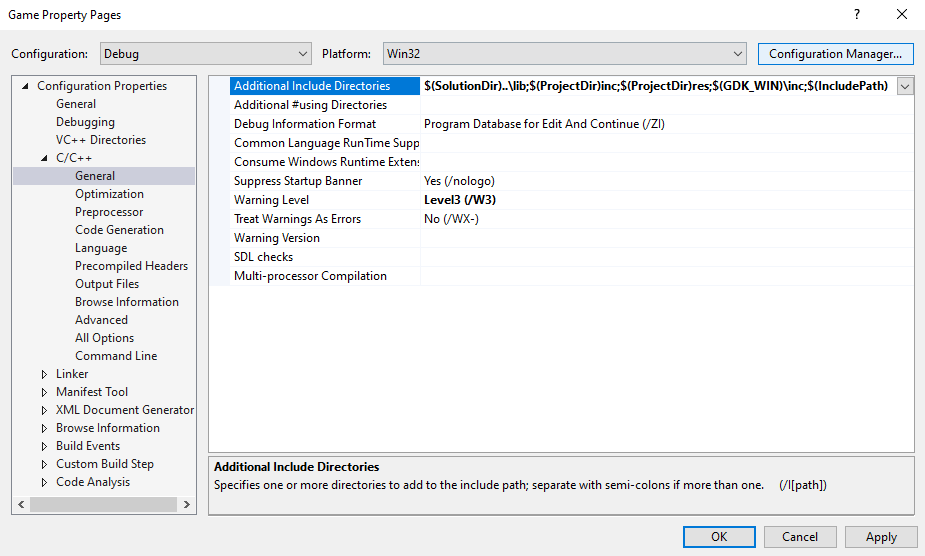 Game Property Pages ?
Configuration: Debug Platform: Win32 Configuration Manager...
Configuration Properties
General
Debugging
VC++ Directories
C/C++
General
Optimization
Preprocessor
Code Generation
Language
Precompiled Headers
Output Files
Browse Information
Advanced
All Options
Command Line
Linker
Manifest Tool
XML Document Generator
Browse Information
Build Events
Custom Build Step
Code Analysis
Additional Include Directories $(SolutionDir)..\lib;$(ProjectDir)inc;$(ProjectDir)res;$(GDK_WIN)\inc;$(IncludePath)
Additional #using Directories
Debug Information Format Program Database for Edit And Continue (/ZI)
Common Language RunTime Supp
Consume Windows Runtime Extens
Suppress Startup Banner Yes (/nologo)
Warning Level Level3 (/W3)
Treat Warnings As Errors No (/WX-)
Warning Version
SDL checks
Multi-processor Compilation
Additional Include Directories
Specifies one or more directories to add to the include path; separate with semi-colons if more than one. (/I[path])
OK Cancel Apply